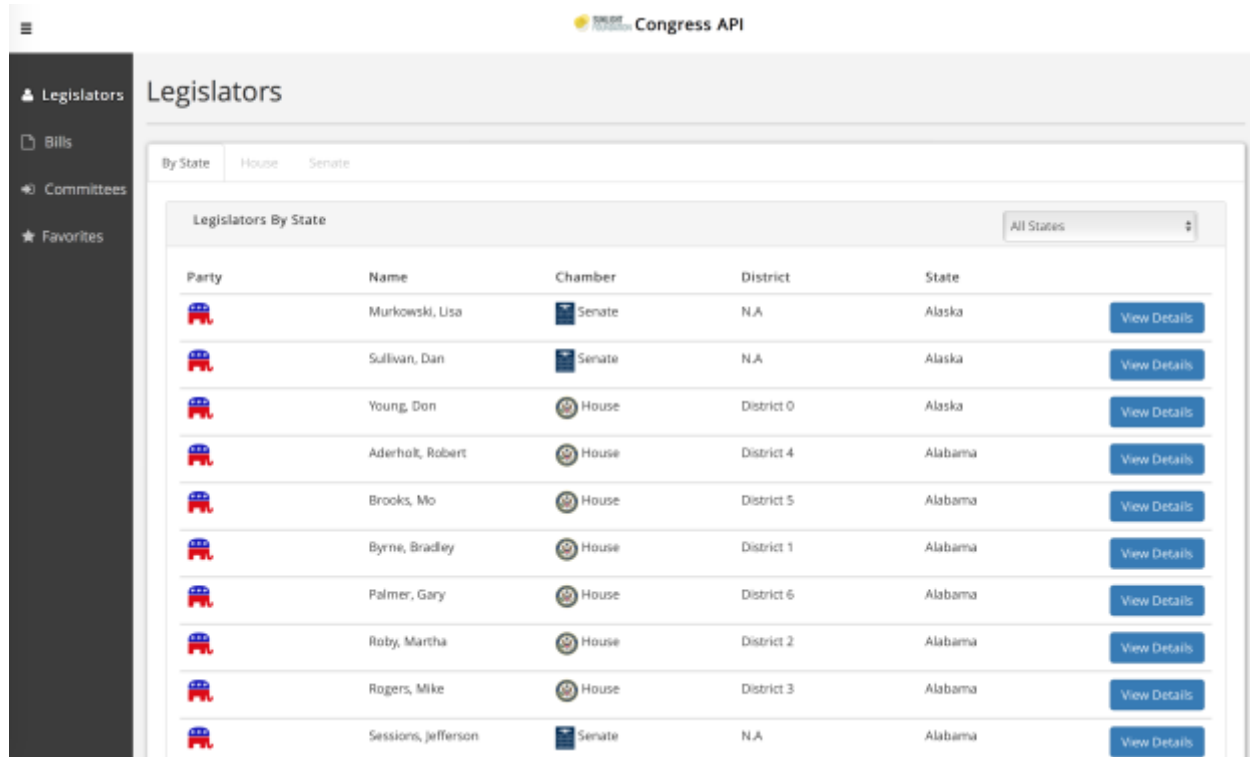 Congress API
Legislators
Bills
Committees
Favorites
Legislators
By State House Senate
Legislators By State All States
Party Name Chamber District State
Murkowski, Lisa Senate N.A Alaska View Details
Sullivan, Dan Senate N.A Alaska View Details
Young, Don House District 0 Alaska View Details
Aderholt, Robert House District 4 Alabama View Details
Brooks, Mo House District 5 Alabama View Details
Byrne, Bradley House District 1 Alabama View Details
Palmer, Gary House District 6 Alabama View Details
Roby, Martha House District 2 Alabama View Details
Rogers, Mike House District 3 Alabama View Details
Sessions, Jefferson Senate N.A Alabama View Details